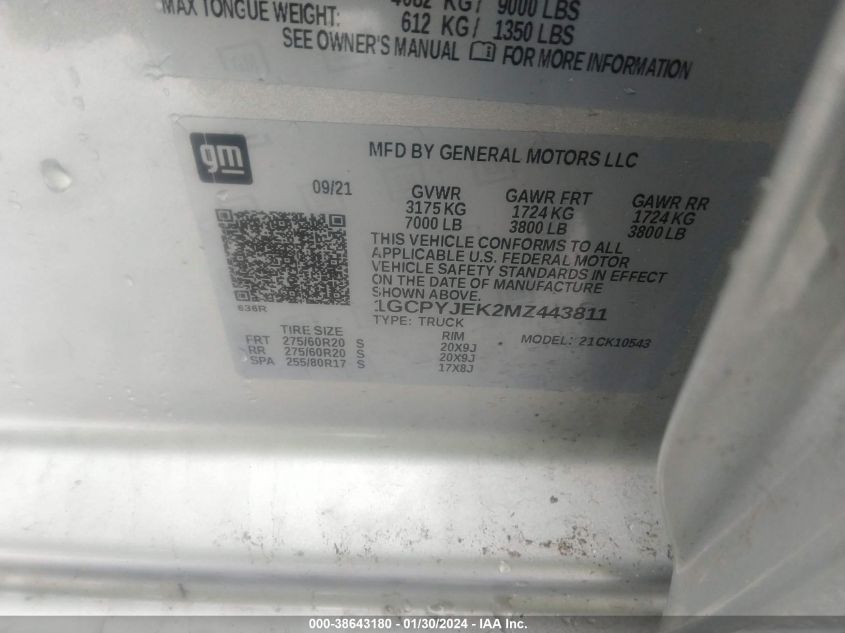 4082 KG / 9000 LBS
MAX TONGUE WEIGHT: 612 KG / 1350 LBS
SEE OWNER'S MANUAL FOR MORE INFORMATION
gm
MFD BY GENERAL MOTORS LLC
09/21
GVWR GAWR FRT GAWR RR
3175 KG 1724 KG 1724 KG
7000 LB 3800 LB 3800 LB
THIS VEHICLE CONFORMS TO ALL
APPLICABLE U.S. FEDERAL MOTOR
VEHICLE SAFETY STANDARDS IN EFFECT
ON THE DATE OF MANUFACTURE
SHOWN ABOVE.
636R
1GCPYJEK2MZ443811
TYPE: TRUCK
TIRE SIZE RIM MODEL: 21CK10543
FRT 275/60R20 S 20X9J
RR 275/60R20 S 20X9J
SPA 255/80R17 S 17X8J
000-38643180 - 01/30/2024 - IAA Inc.